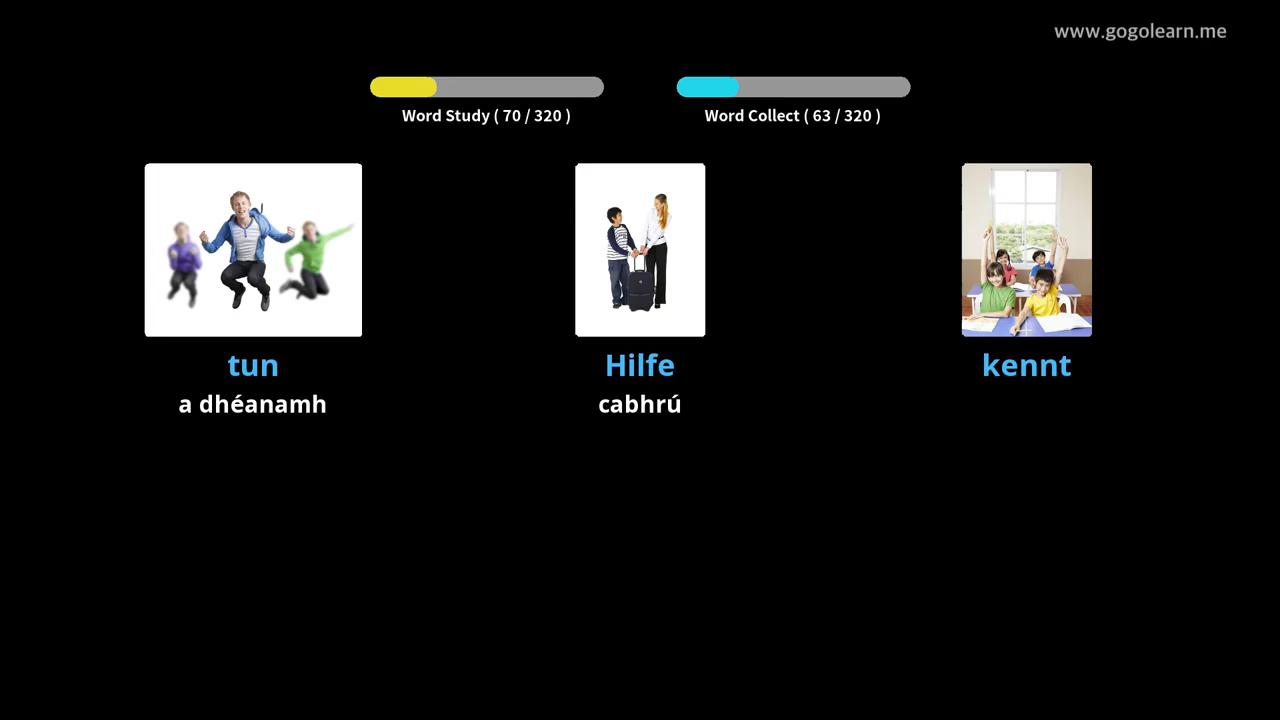 www.gogolearn.me
Word Study ( 70 / 320 )
Word Collect ( 63 / 320 )
tun
a dhéanamh
Hilfe
cabhrú
kennt